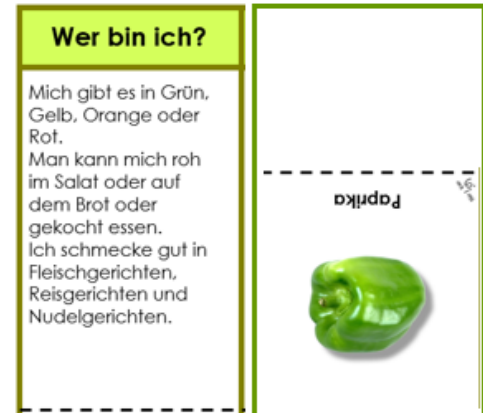 Wer bin ich?
Mich gibt es in Grün,
Gelb, Orange oder
Rot.
Man kann mich roh
im Salat oder auf
dem Brot oder
gekocht essen.
Ich schmecke gut in
Fleischgerichten,
Reisgerichten und
Nudelgerichten.
Paprika